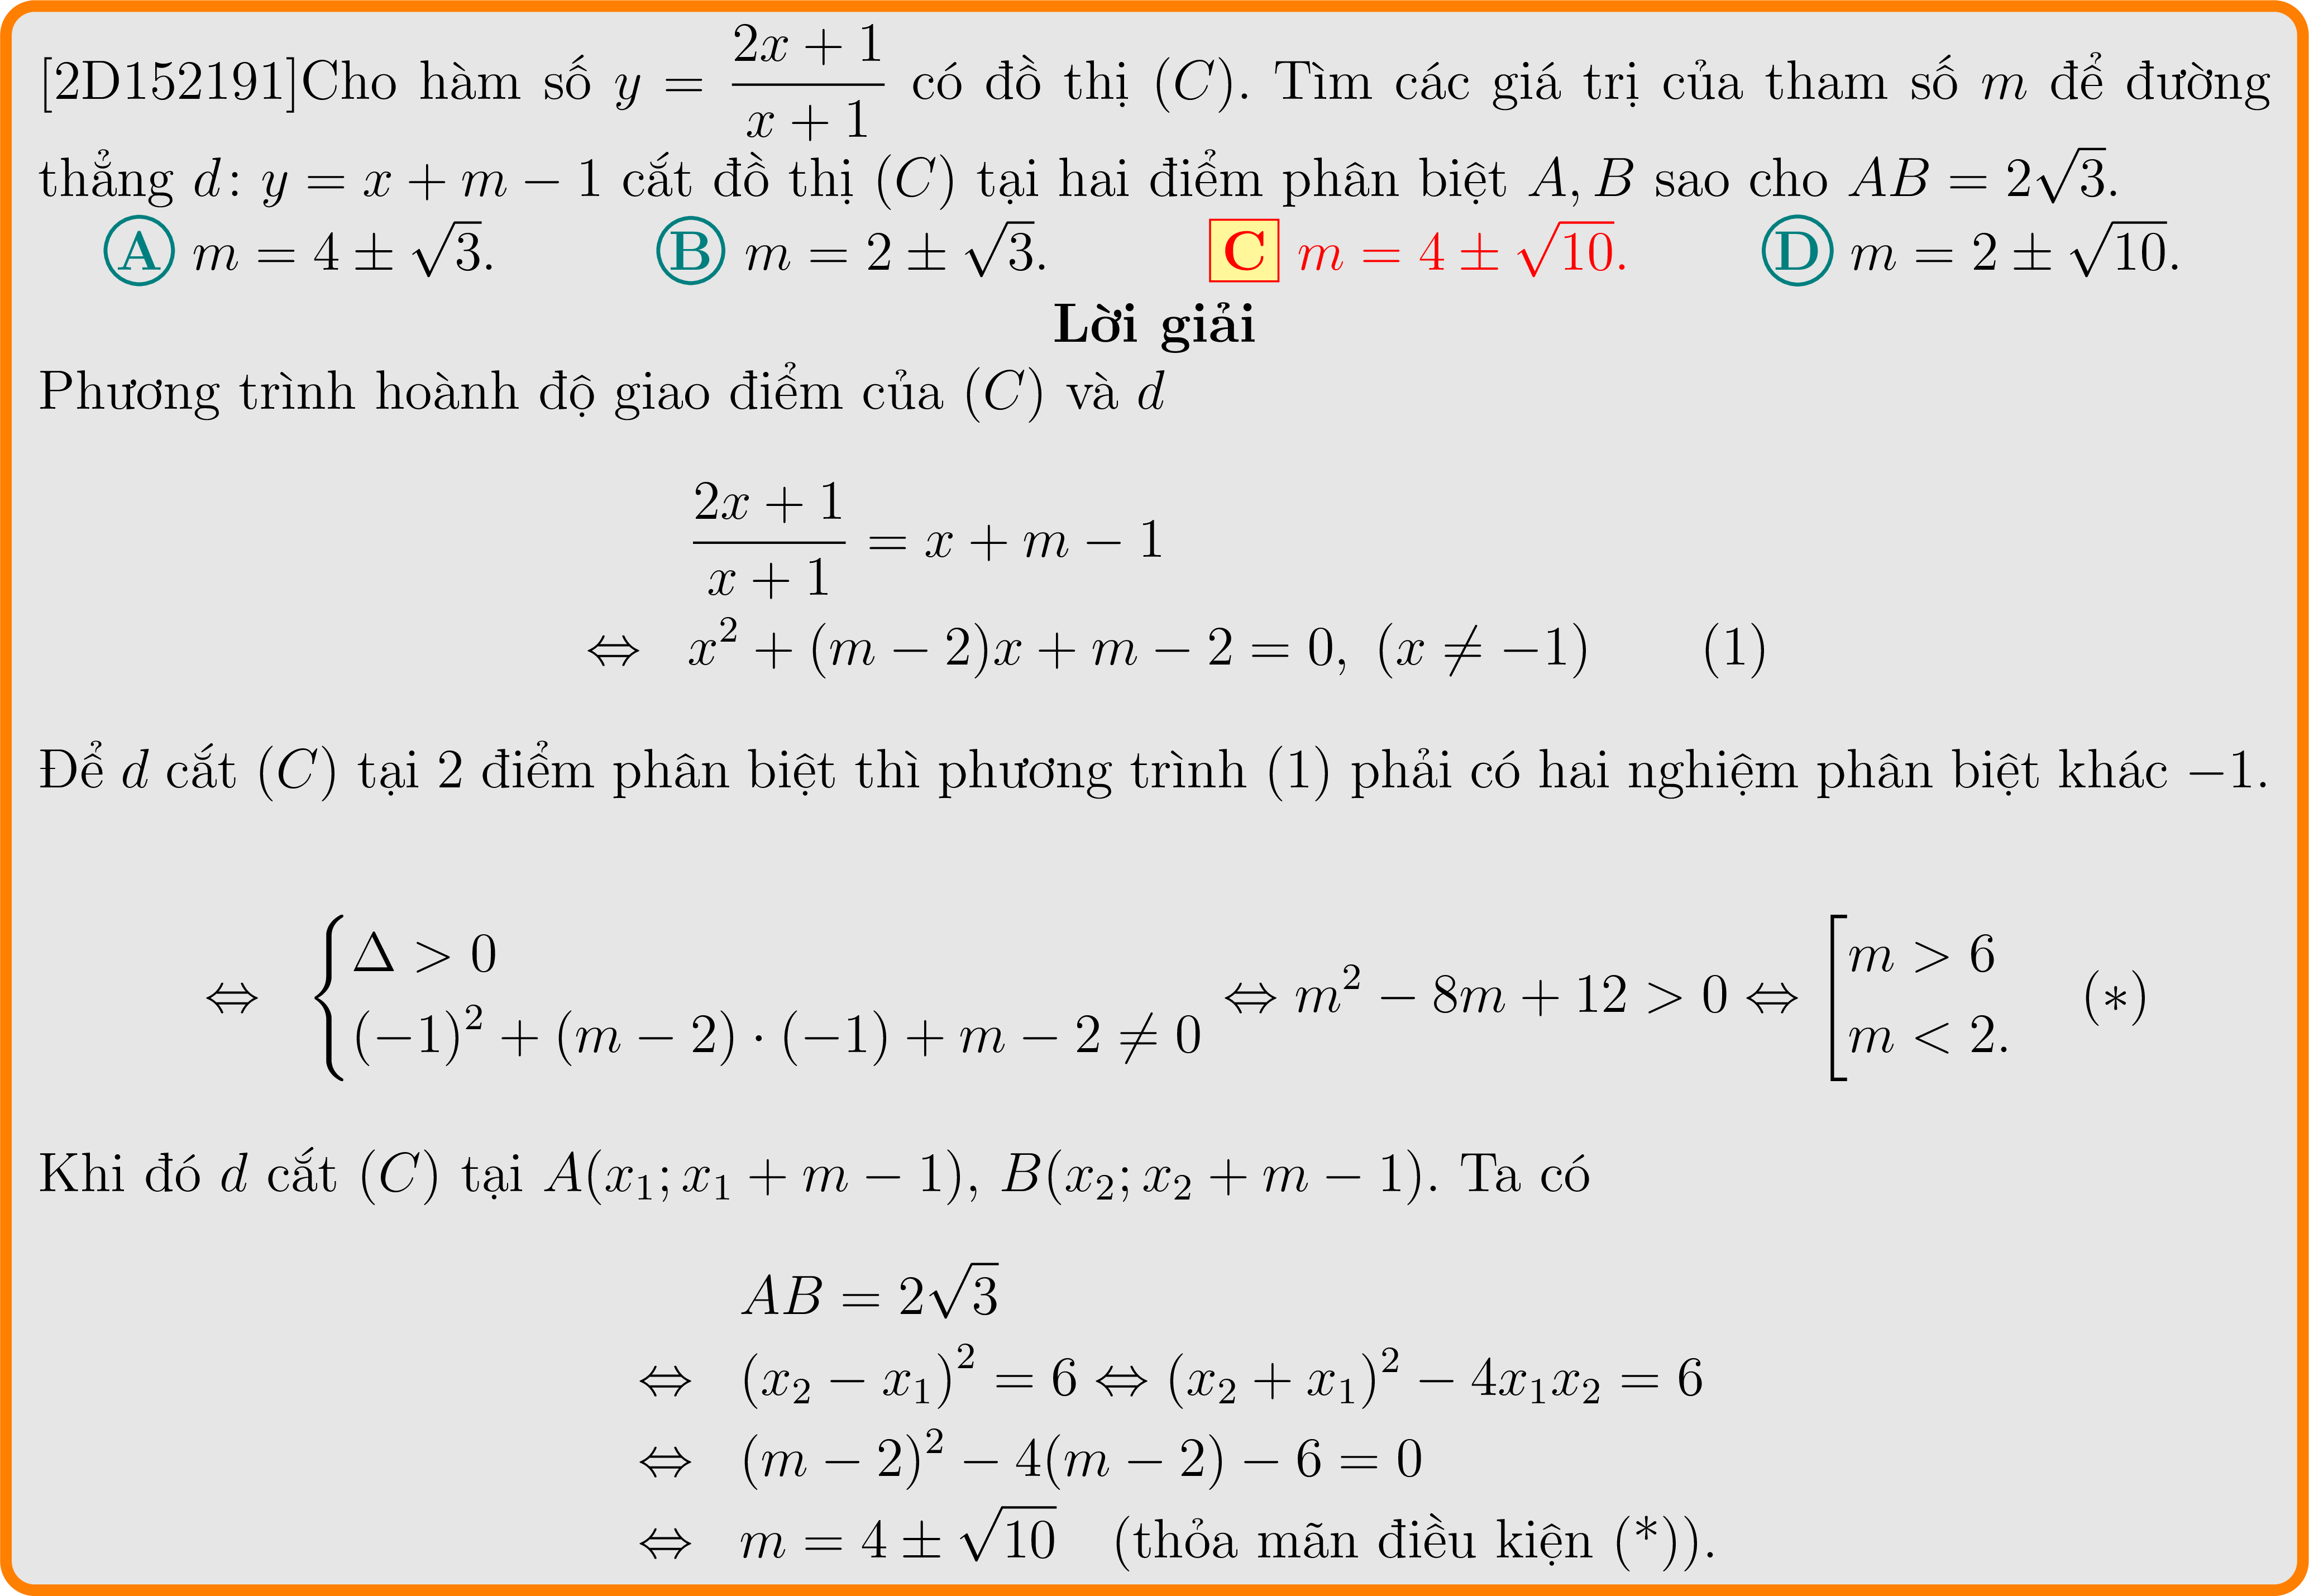 [2D152191]Cho hàm số $y = \dfrac{2x+1}{x+1}$ có đồ thị $(C)$. Tìm các giá trị của tham số $m$ để đường
thẳng $d\colon y = x + m - 1$ cắt đồ thị $(C)$ tại hai điểm phân biệt $A, B$ sao cho $AB = 2\sqrt{3}$.
Ⓐ $m = 4 \pm \sqrt{3}$. Ⓑ $m = 2 \pm \sqrt{3}$. C $m = 4 \pm \sqrt{10}$. Ⓓ $m = 2 \pm \sqrt{10}$.
Lời giải
Phương trình hoành độ giao điểm của $(C)$ và $d$
$\dfrac{2x+1}{x+1} = x + m - 1$
$\Leftrightarrow x^2 + (m-2)x + m - 2 = 0,\ (x \neq -1) \quad (1)$
Để $d$ cắt $(C)$ tại 2 điểm phân biệt thì phương trình (1) phải có hai nghiệm phân biệt khác $-1$.
$\Leftrightarrow \begin{cases} \Delta > 0 \\ (-1)^2 + (m-2)\cdot(-1) + m - 2 \neq 0 \end{cases} \Leftrightarrow m^2 - 8m + 12 > 0 \Leftrightarrow \left[\begin{array}{l} m > 6 \\ m < 2. \end{array}\right. \quad (*)$
Khi đó $d$ cắt $(C)$ tại $A(x_1; x_1 + m - 1)$, $B(x_2; x_2 + m - 1)$. Ta có
$AB = 2\sqrt{3}$
$\Leftrightarrow (x_2 - x_1)^2 = 6 \Leftrightarrow (x_2 + x_1)^2 - 4x_1x_2 = 6$
$\Leftrightarrow (m-2)^2 - 4(m-2) - 6 = 0$
$\Leftrightarrow m = 4 \pm \sqrt{10}$ (thỏa mãn điều kiện (*)).